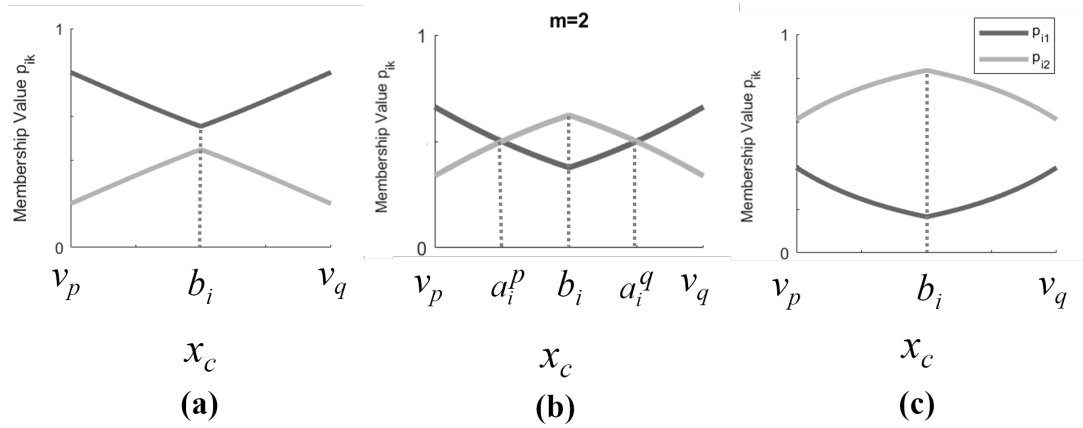 1
Membership Value p_ik
0
v_p
b_i
v_q
x_c
(a)
m=2
1
Membership Value p_ik
0
v_p
a_i^p
b_i
a_i^q
v_q
x_c
(b)
p_i1
p_i2
1
Membership Value p_ik
0
v_p
b_i
v_q
x_c
(c)